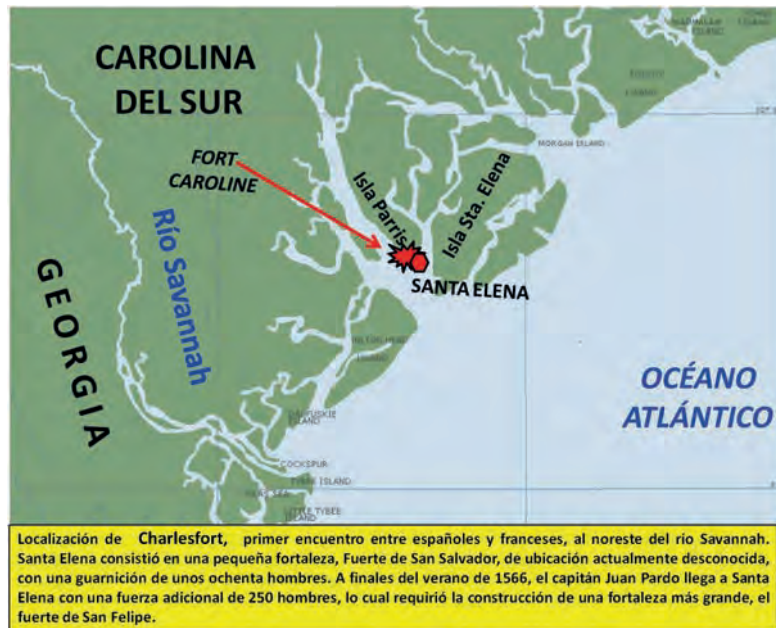 CAROLINA
DEL SUR
MORGAN ISLAND
FORT
CAROLINE
Isla Parris
Isla Sta. Elena
SANTA ELENA
Río Savannah
GEORGIA
HILTON HEAD
ISLAND
OCÉANO
ATLÁNTICO
DAUFUSKIE
ISLAND
COCKSPUR
TYBEE ISLAND
LITTLE TYBEE
ISLAND
Localización de Charlesfort, primer encuentro entre españoles y franceses, al noreste del rio Savannah.
Santa Elena consistió en una pequeña fortaleza, Fuerte de San Salvador, de ubicación actualmente desconocida,
con una guarnición de unos ochenta hombres. A finales del verano de 1566, el capitán Juan Pardo llega a Santa
Elena con una fuerza adicional de 250 hombres, lo cual requirió la construcción de una fortaleza más grande, el
fuerte de San Felipe.